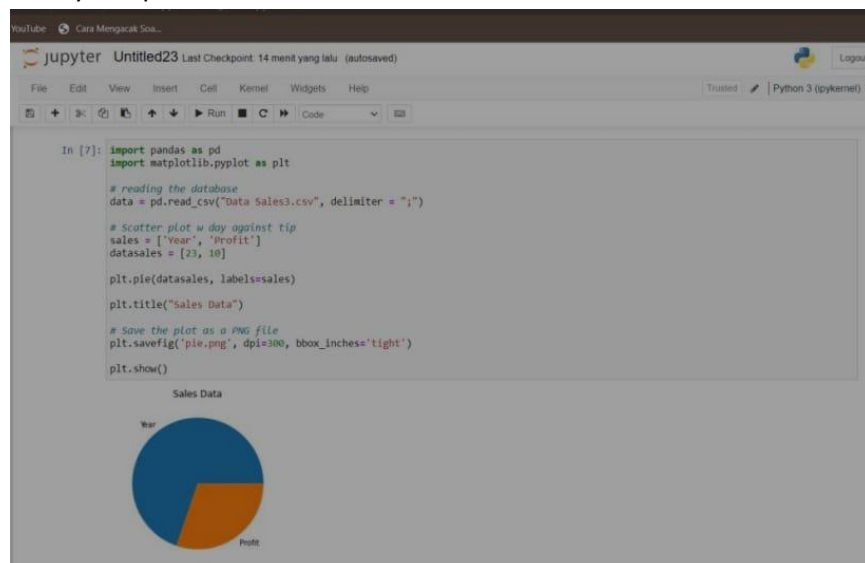 YouTube Cara Mengacak Soa...
jupyter Untitled23 Last Checkpoint: 14 menit yang lalu (autosaved)
Logou
File Edit View Insert Cell Kernel Widgets Help
Trusted Python 3 (ipykernel)
Run Code
In [7]: import pandas as pd
import matplotlib.pyplot as plt
# reading the database
data = pd.read_csv("Data Sales3.csv", delimiter = ";")
# Scatter plot w day against tip
sales = ['Year', 'Profit']
datasales = [23, 10]
plt.pie(datasales, labels=sales)
plt.title("Sales Data")
# Save the plot as a PNG file
plt.savefig('pie.png', dpi=300, bbox_inches='tight')
plt.show()
Sales Data
Year
Profit